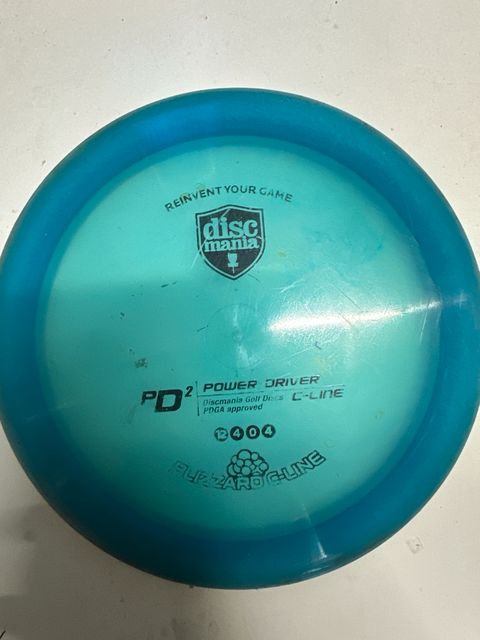 REINVENT YOUR GAME
disc
mania
PD² POWER DRIVER
Discmania Golf Discs C-LINE
PDGA approved
12 4 0 4
BLIZZARD C-LINE